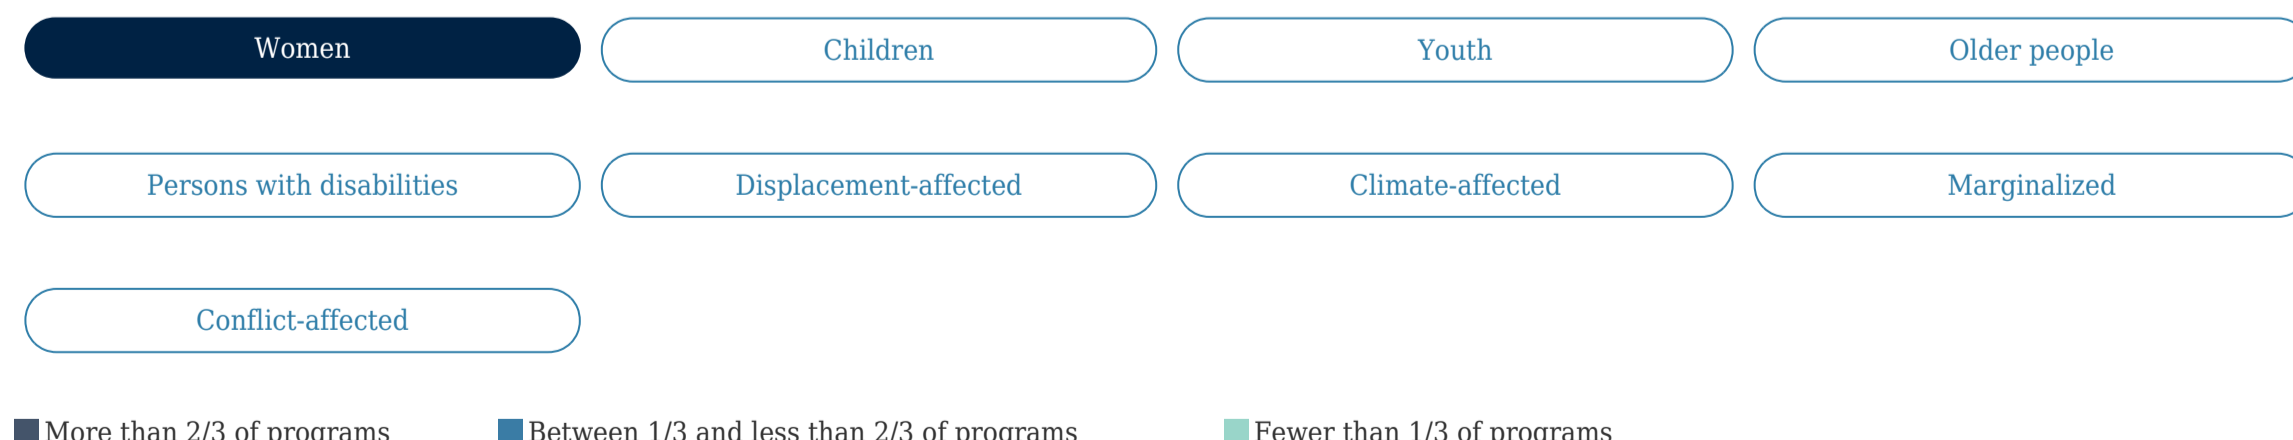 Women
Children
Youth
Older people
Persons with disabilities
Displacement-affected
Climate-affected
Marginalized
Conflict-affected
More than 2/3 of programs
Between 1/3 and less than 2/3 of programs
Fewer than 1/3 of programs